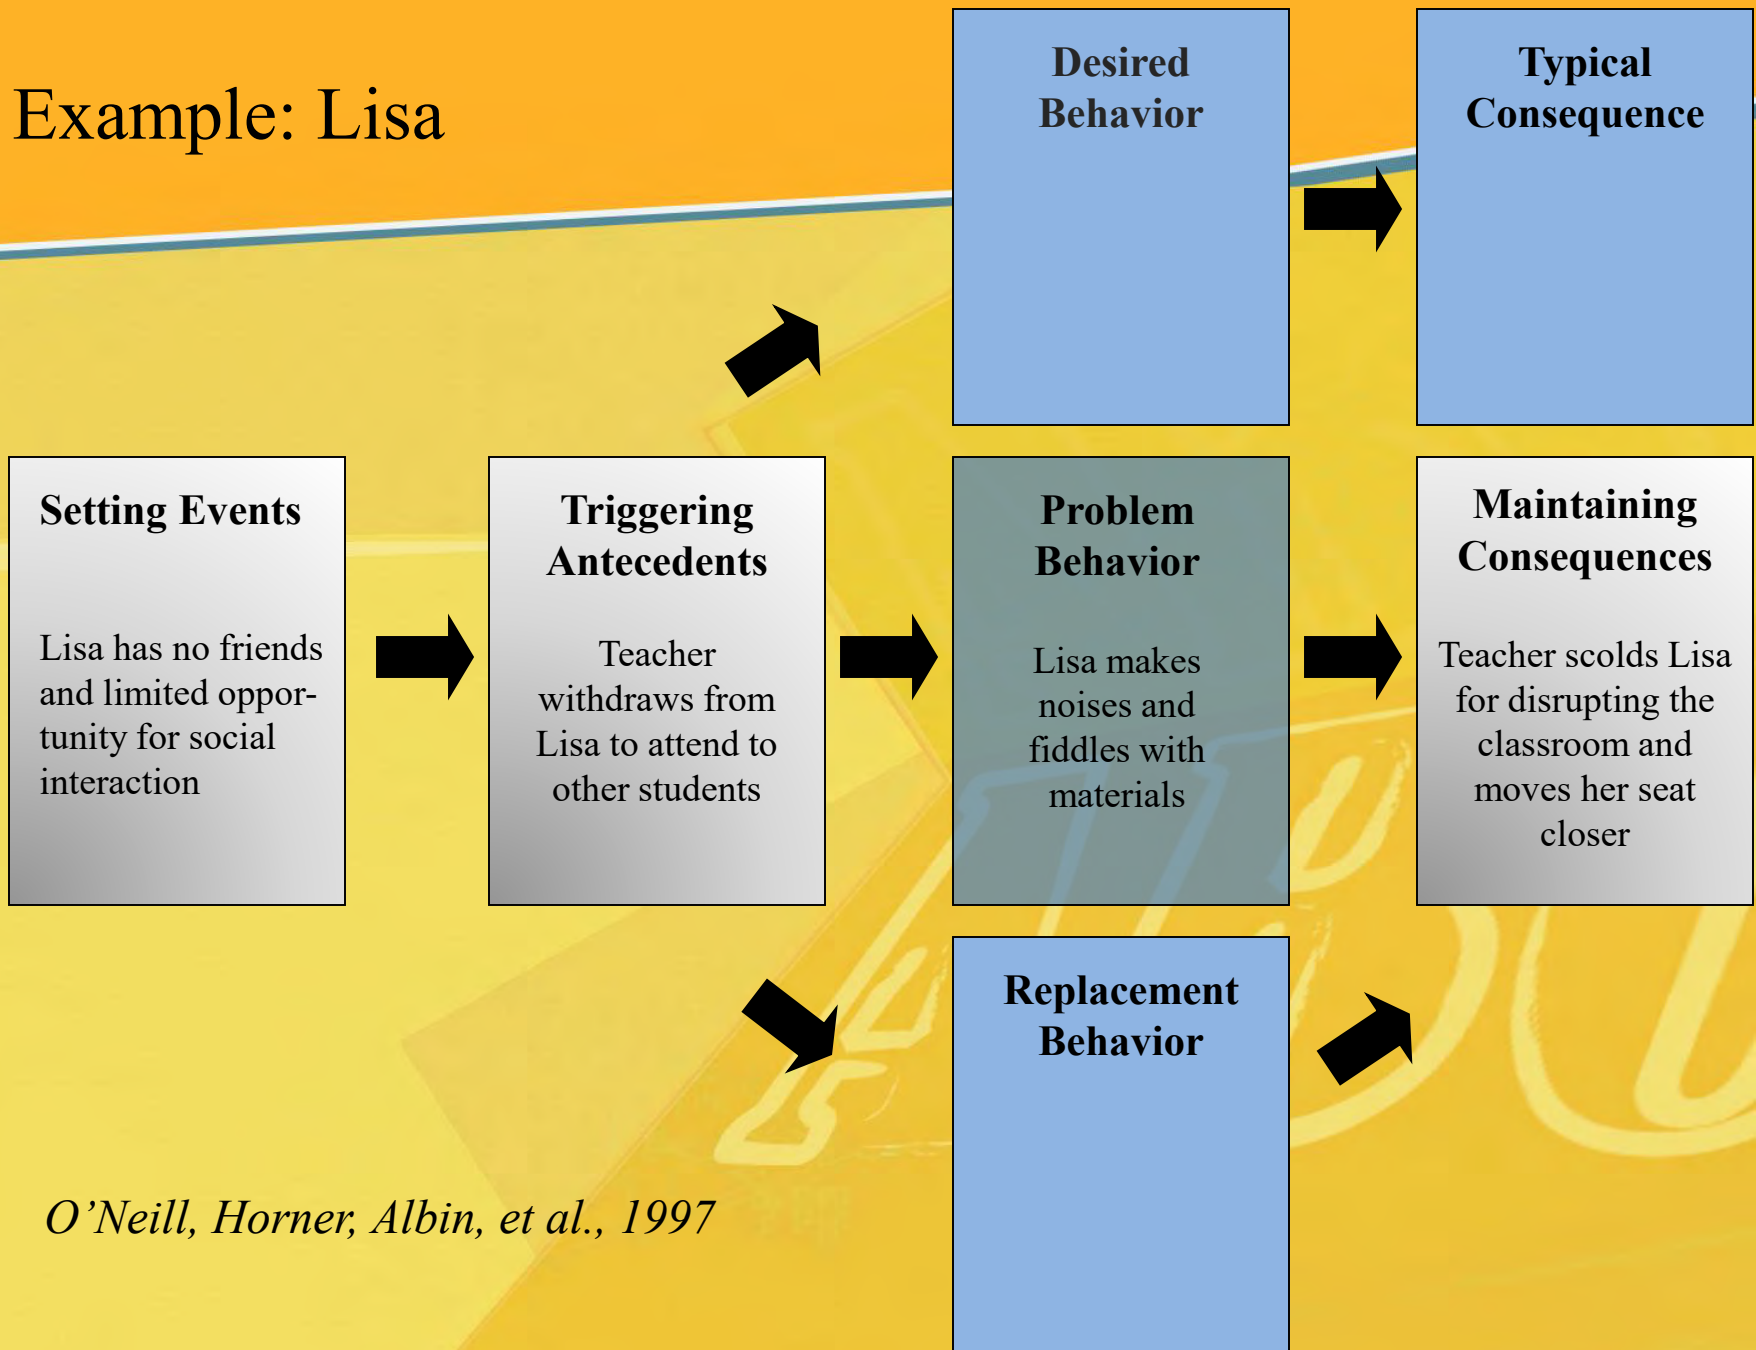 Example: Lisa
Desired
Behavior
Typical
Consequence
Setting Events
Lisa has no friends
and limited oppor-
tunity for social
interaction
Triggering
Antecedents
Teacher
withdraws from
Lisa to attend to
other students
Problem
Behavior
Lisa makes
noises and
fiddles with
materials
Maintaining
Consequences
Teacher scolds Lisa
for disrupting the
classroom and
moves her seat
closer
Replacement
Behavior
O’Neill, Horner, Albin, et al., 1997